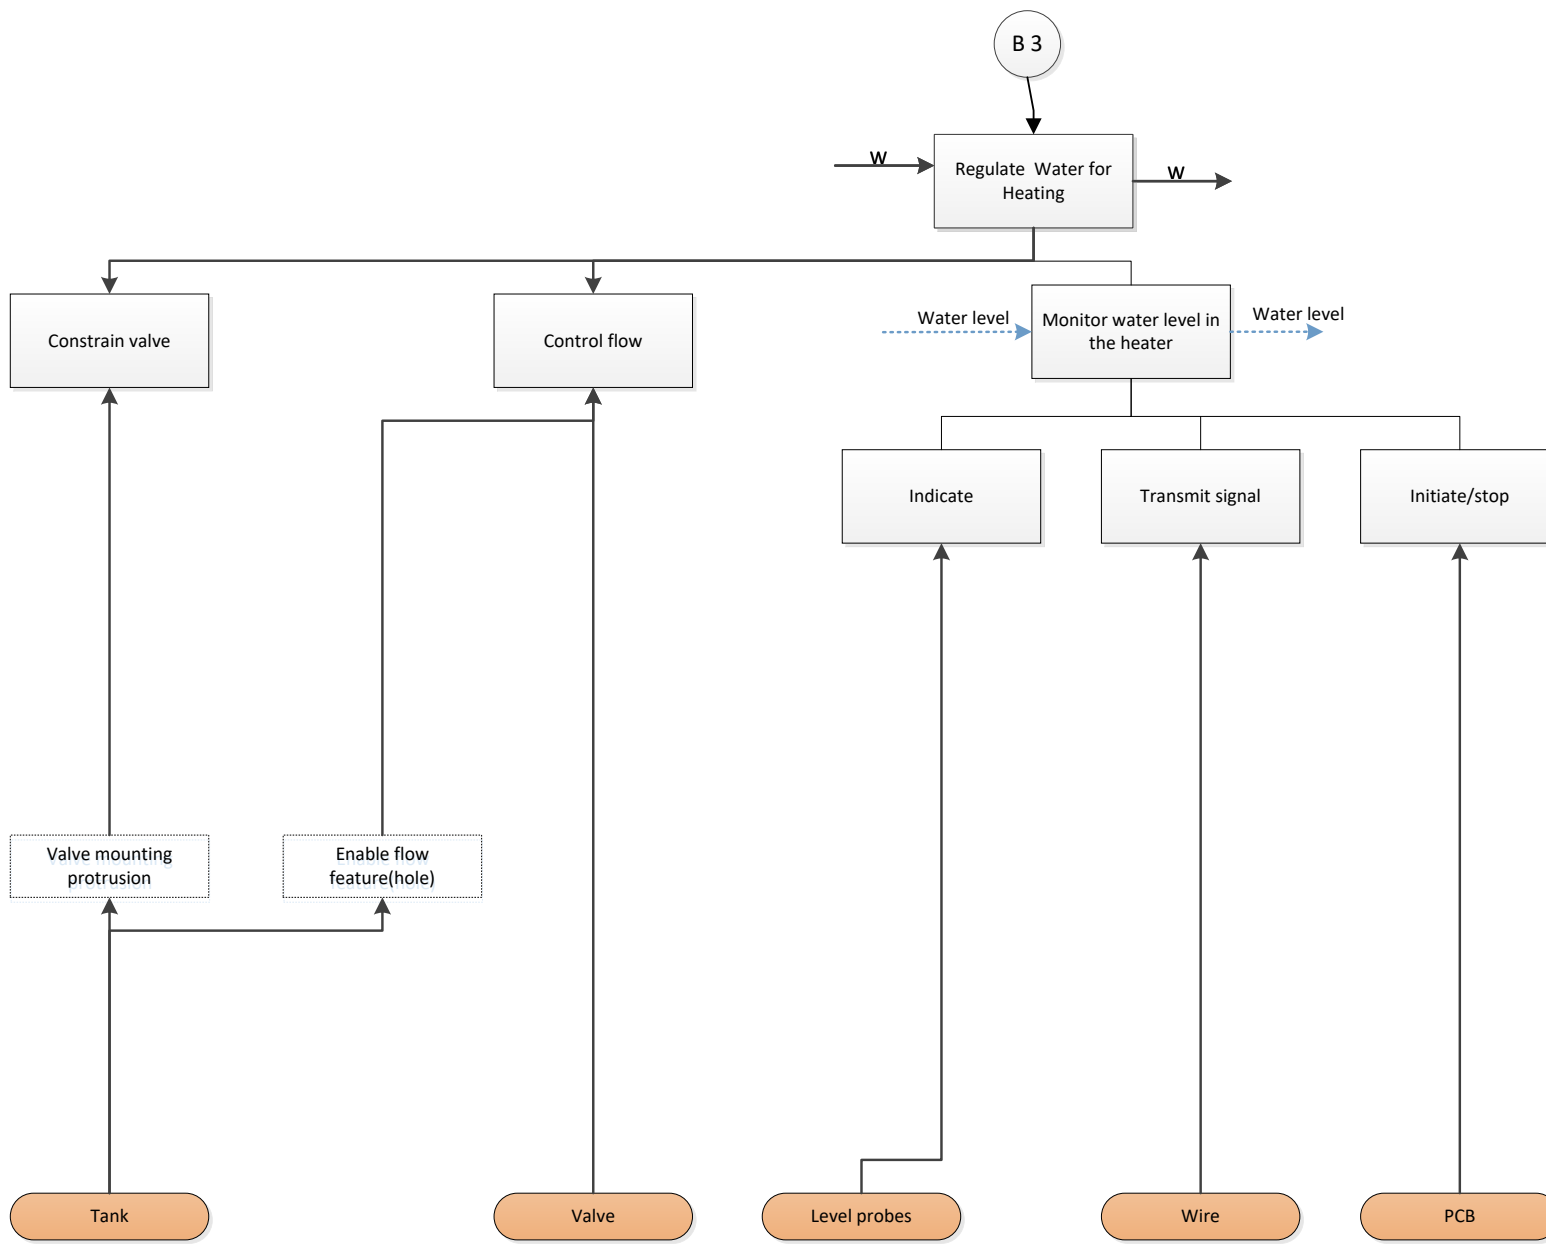 B 3
W
Regulate  Water for
Heating
W
Constrain valve
Control flow
Water level
Monitor water level in
the heater
Water level
Indicate
Transmit signal
Initiate/stop
Valve mounting
protrusion
Enable flow
feature(hole)
Tank
Valve
Level probes
Wire
PCB